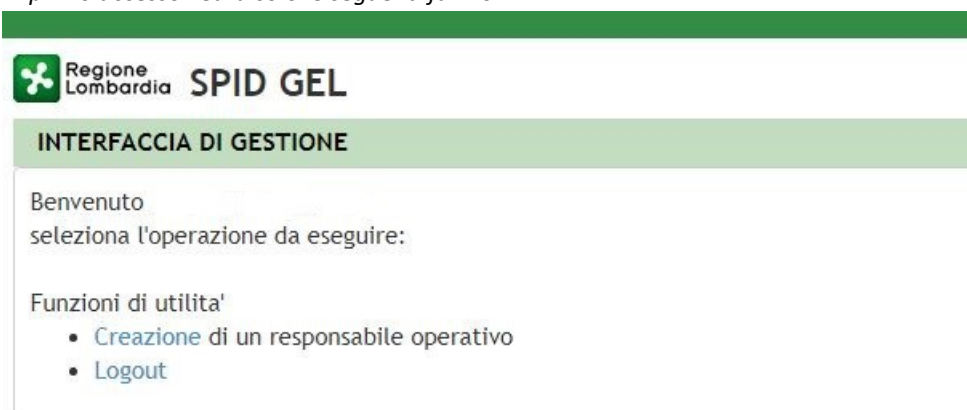 Regione
Lombardia
SPID GEL
INTERFACCIA DI GESTIONE
Benvenuto
seleziona l'operazione da eseguire:
Funzioni di utilita'
• Creazione di un responsabile operativo
• Logout